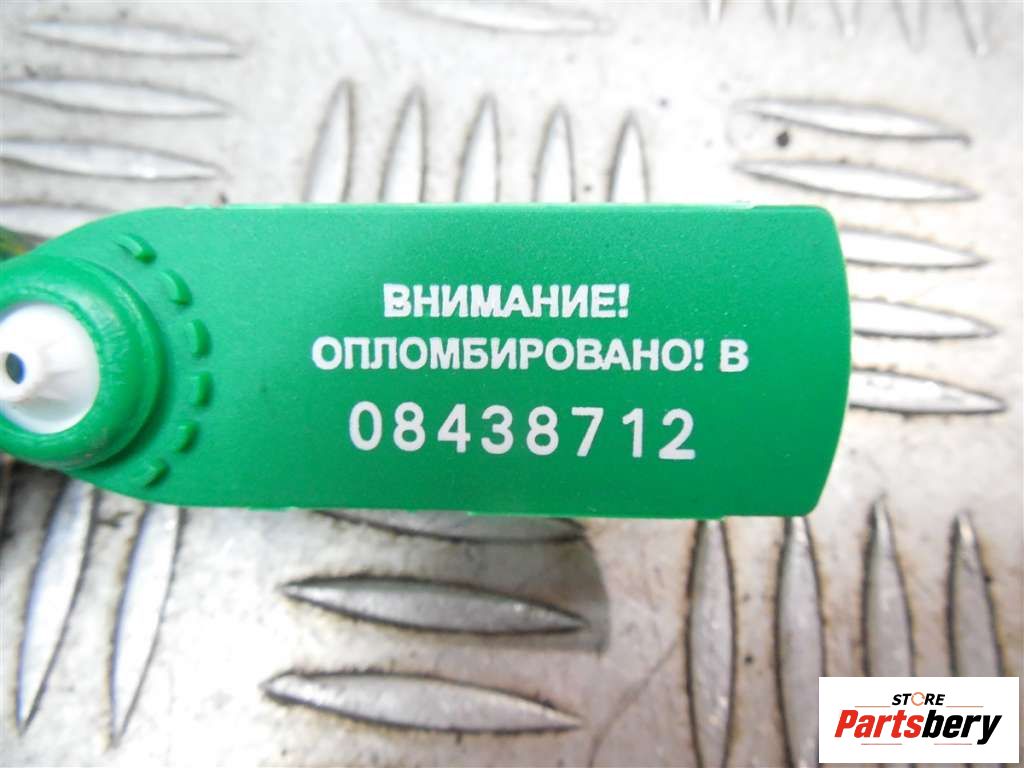 ВНИМАНИЕ!
ОПЛОМБИРОВАНО! В
08438712
STORE
Partsbery